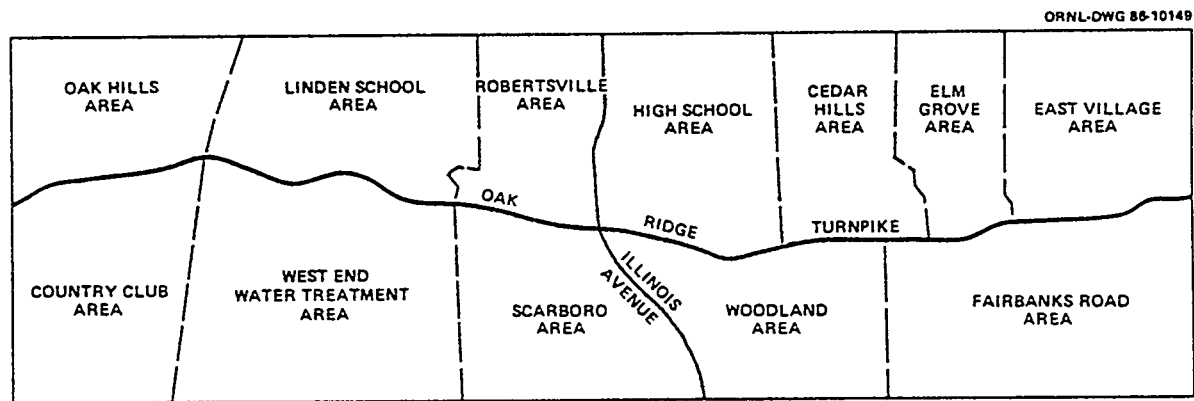 ORNL-DWG 86-10149
OAK HILLS
AREA
LINDEN SCHOOL
AREA
ROBERTSVILLE
AREA
HIGH SCHOOL
AREA
CEDAR
HILLS
AREA
ELM
GROVE
AREA
EAST VILLAGE
AREA
OAK
RIDGE
TURNPIKE
ILLINOIS
AVENUE
COUNTRY CLUB
AREA
WEST END
WATER TREATMENT
AREA
SCARBORO
AREA
WOODLAND
AREA
FAIRBANKS ROAD
AREA